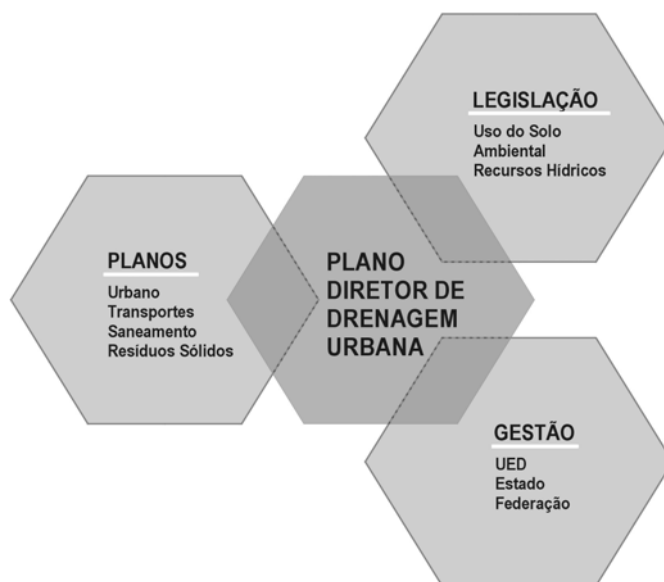 LEGISLAÇÃO
Uso do Solo
Ambiental
Recursos Hídricos
PLANOS
Urbano
Transportes
Saneamento
Resíduos Sólidos
PLANO
DIRETOR DE
DRENAGEM
URBANA
GESTÃO
UED
Estado
Federação